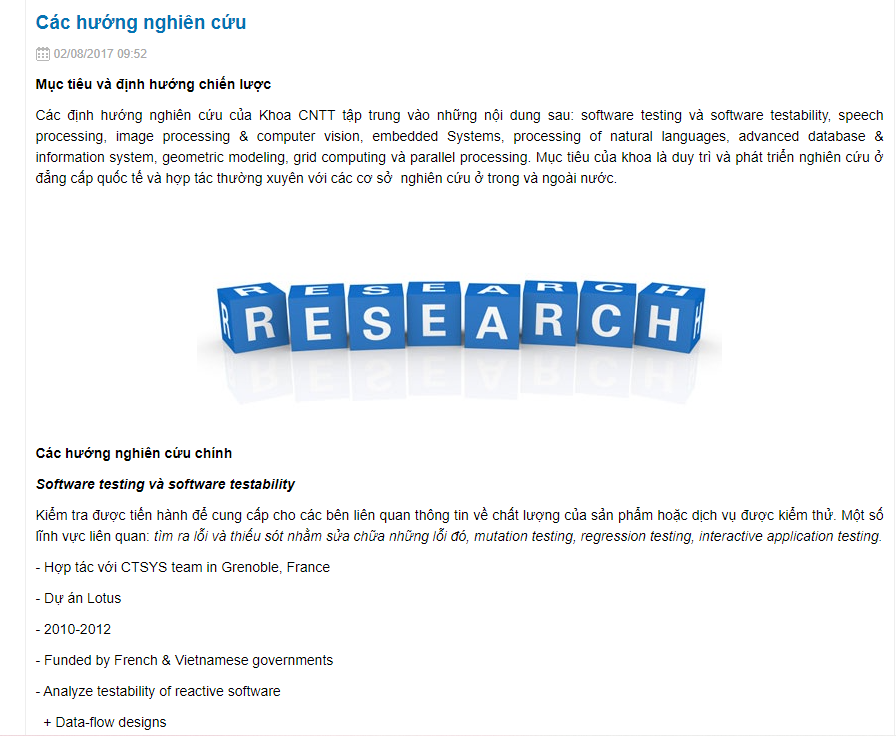 Các hướng nghiên cứu
02/08/2017 09:52
Mục tiêu và định hướng chiến lược
Các định hướng nghiên cứu của Khoa CNTT tập trung vào những nội dung sau: software testing và software testability, speech
processing, image processing & computer vision, embedded Systems, processing of natural languages, advanced database &
information system, geometric modeling, grid computing và parallel processing. Mục tiêu của khoa là duy trì và phát triển nghiên cứu ở
đẳng cấp quốc tế và hợp tác thường xuyên với các cơ sở nghiên cứu ở trong và ngoài nước.
RESEARCH
Các hướng nghiên cứu chính
Software testing và software testability
Kiểm tra được tiến hành để cung cấp cho các bên liên quan thông tin về chất lượng của sản phẩm hoặc dịch vụ được kiểm thử. Một số
lĩnh vực liên quan: tìm ra lỗi và thiếu sót nhằm sửa chữa những lỗi đó, mutation testing, regression testing, interactive application testing.
- Hợp tác với CTSYS team in Grenoble, France
- Dự án Lotus
- 2010-2012
- Funded by French & Vietnamese governments
- Analyze testability of reactive software
+ Data-flow designs